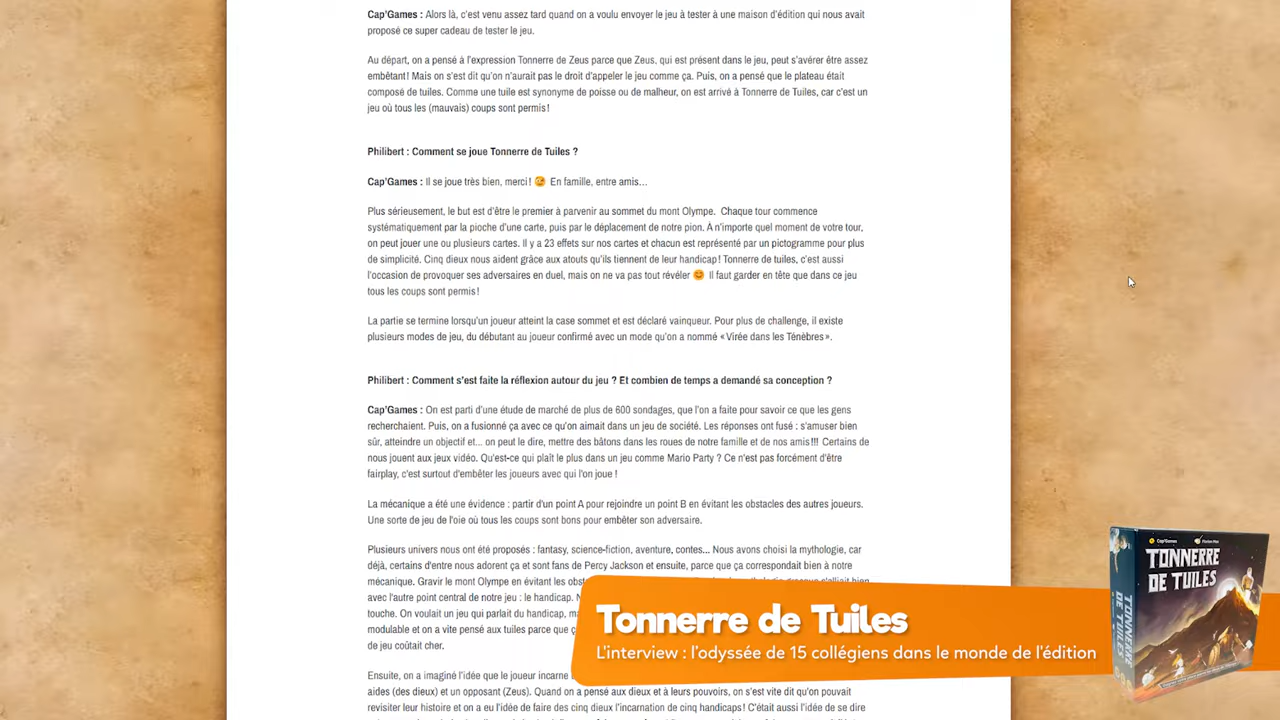 Cap'Games : Alors là, c'est venu assez tard quand on a voulu envoyer le jeu à tester à une maison d'édition qui nous avait
proposé ce super cadeau de tester le jeu.
Au départ, on a pensé à l'expression Tonnerre de Zeus parce que Zeus, qui est présent dans le jeu, peut s'avérer être assez
embêtant! Mais on s'est dit qu'on n'aurait pas le droit d'appeler le jeu comme ça. Puis, on a pensé que le plateau était
composé de tuiles. Comme une tuile est synonyme de poisse ou de malheur, on est arrivé à Tonnerre de Tuiles, car c'est un
jeu où tous les (mauvais) coups sont permis!
Philibert : Comment se joue Tonnerre de Tuiles ?
Cap'Games : Il se joue très bien, merci! 😉 En famille, entre amis…
Plus sérieusement, le but est d'être le premier à parvenir au sommet du mont Olympe. Chaque tour commence
systématiquement par la pioche d'une carte, puis par le déplacement de notre pion. À n'importe quel moment de votre tour,
on peut jouer une ou plusieurs cartes. Il y a 23 effets sur nos cartes et chacun est représenté par un pictogramme pour plus
de simplicité. Cinq dieux nous aident grâce aux atouts qu'ils tiennent de leur handicap! Tonnerre de tuiles, c'est aussi
l'occasion de provoquer ses adversaires en duel, mais on ne va pas tout révéler 😊 Il faut garder en tête que dans ce jeu
tous les coups sont permis!
La partie se termine lorsqu'un joueur atteint la case sommet et est déclaré vainqueur. Pour plus de challenge, il existe
plusieurs modes de jeu, du débutant au joueur confirmé avec un mode qu'on a nommé « Virée dans les Ténèbres ».
Philibert : Comment s'est faite la réflexion autour du jeu ? Et combien de temps a demandé sa conception ?
Cap'Games : On est parti d'une étude de marché de plus de 600 sondages, que l'on a faite pour savoir ce que les gens
recherchaient. Puis, on a fusionné ça avec ce qu'on aimait dans un jeu de société. Les réponses ont fusé : s'amuser bien
sûr, atteindre un objectif et... on peut le dire, mettre des bâtons dans les roues de notre famille et de nos amis!!! Certains de
nous jouent aux jeux vidéo. Qu'est-ce qui plaît le plus dans un jeu comme Mario Party ? Ce n'est pas forcément d'être
fairplay, c'est surtout d'embêter les joueurs avec qui l'on joue !
La mécanique a été une évidence : partir d'un point A pour rejoindre un point B en évitant les obstacles des autres joueurs.
Une sorte de jeu de l'oie où tous les coups sont bons pour embêter son adversaire.
Plusieurs univers nous ont été proposés : fantasy, science-fiction, aventure, contes… Nous avons choisi la mythologie, car
déjà, certains d'entre nous adorent ça et sont fans de Percy Jackson et ensuite, parce que ça correspondait bien à notre
mécanique. Gravir le mont Olympe en évitant les
avec l'autre point central de notre jeu : le handicap.
touche. On voulait un jeu qui parlait du handicap,
modulable et on a vite pensé aux tuiles parce que
de jeu coûtait cher.
Ensuite, on a imaginé l'idée que le joueur incarne
aides (des dieux) et un opposant (Zeus). Quand on a pensé aux dieux et à leurs pouvoirs, on s'est vite dit qu'on pouvait
revisiter leur histoire et on a eu l'idée de faire des cinq dieux l'incarnation de cinq handicaps! C'était aussi l'idée de se dire
Tonnerre de Tuiles
L'interview : l'odyssée de 15 collégiens dans le monde de l'édition
Cap'Games
TONNERRE
DE TUILES
TONNERRE
DE TUILES